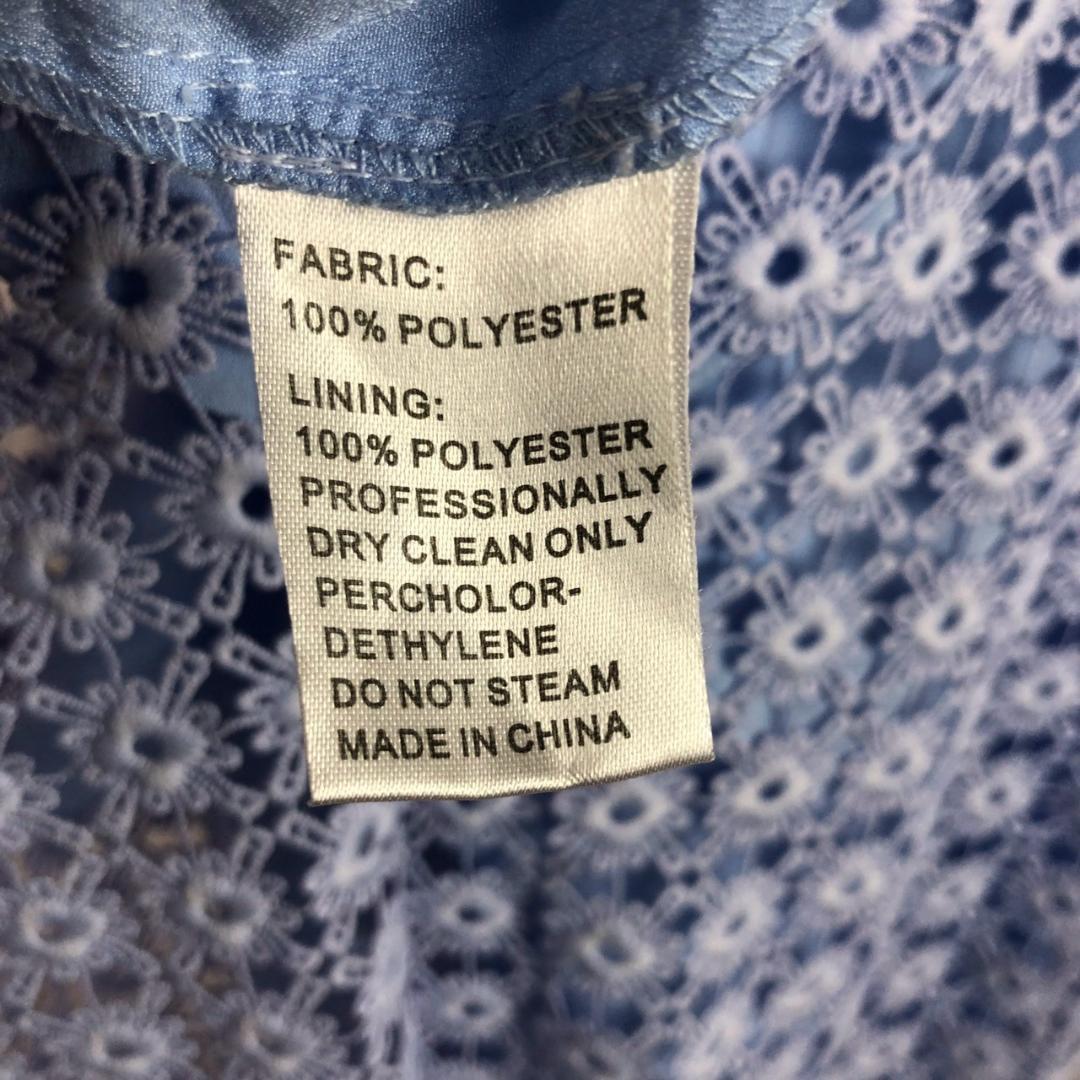 FABRIC:
100% POLYESTER
LINING:
100% POLYESTER
PROFESSIONALLY
DRY CLEAN ONLY
PERCHOLOR-
DETHYLENE
DO NOT STEAM
MADE IN CHINA